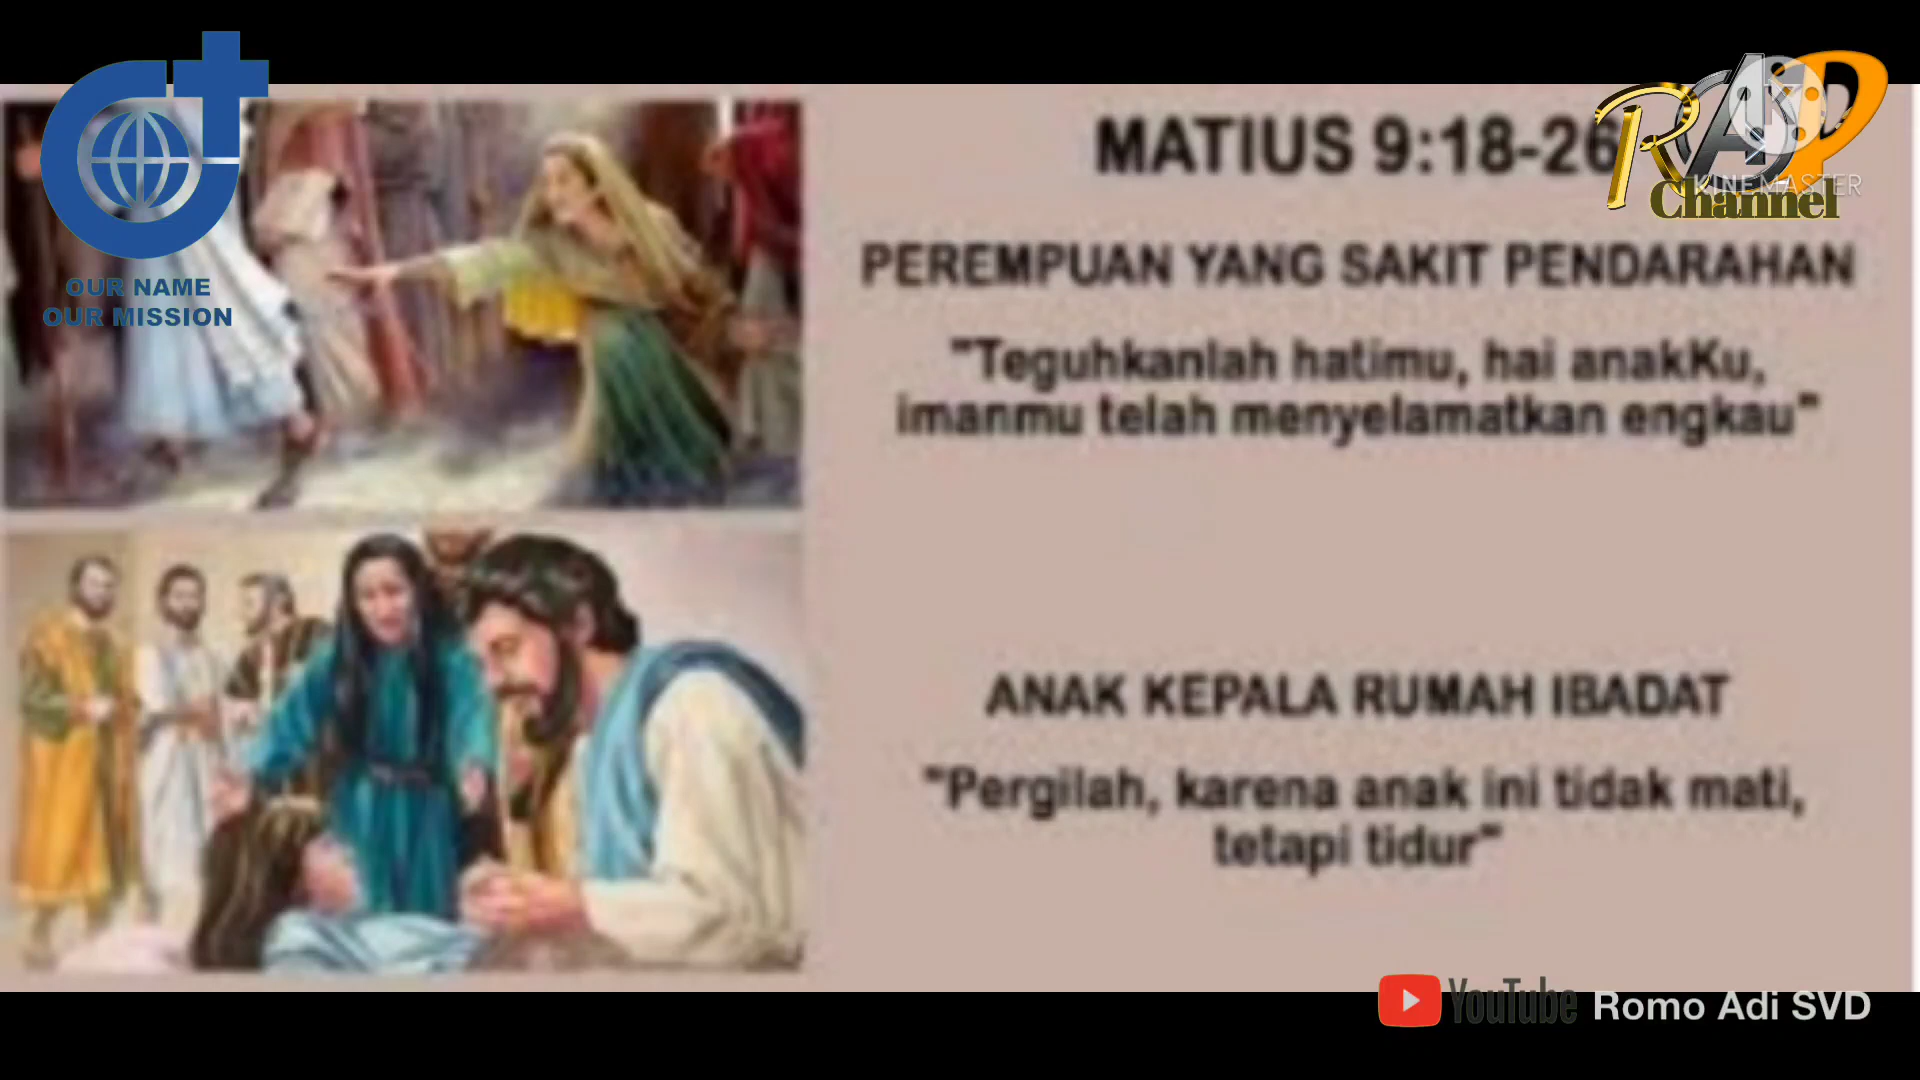 OUR NAME
OUR MISSION
MATIUS 9:18-26
RAP
Channel
KINEMASTER
PEREMPUAN YANG SAKIT PENDARAHAN
"Teguhkanlah hatimu, hai anakKu,
imanmu telah menyelamatkan engkau"
ANAK KEPALA RUMAH IBADAT
"Pergilah, karena anak ini tidak mati,
tetapi tidur"
YouTube Romo Adi SVD